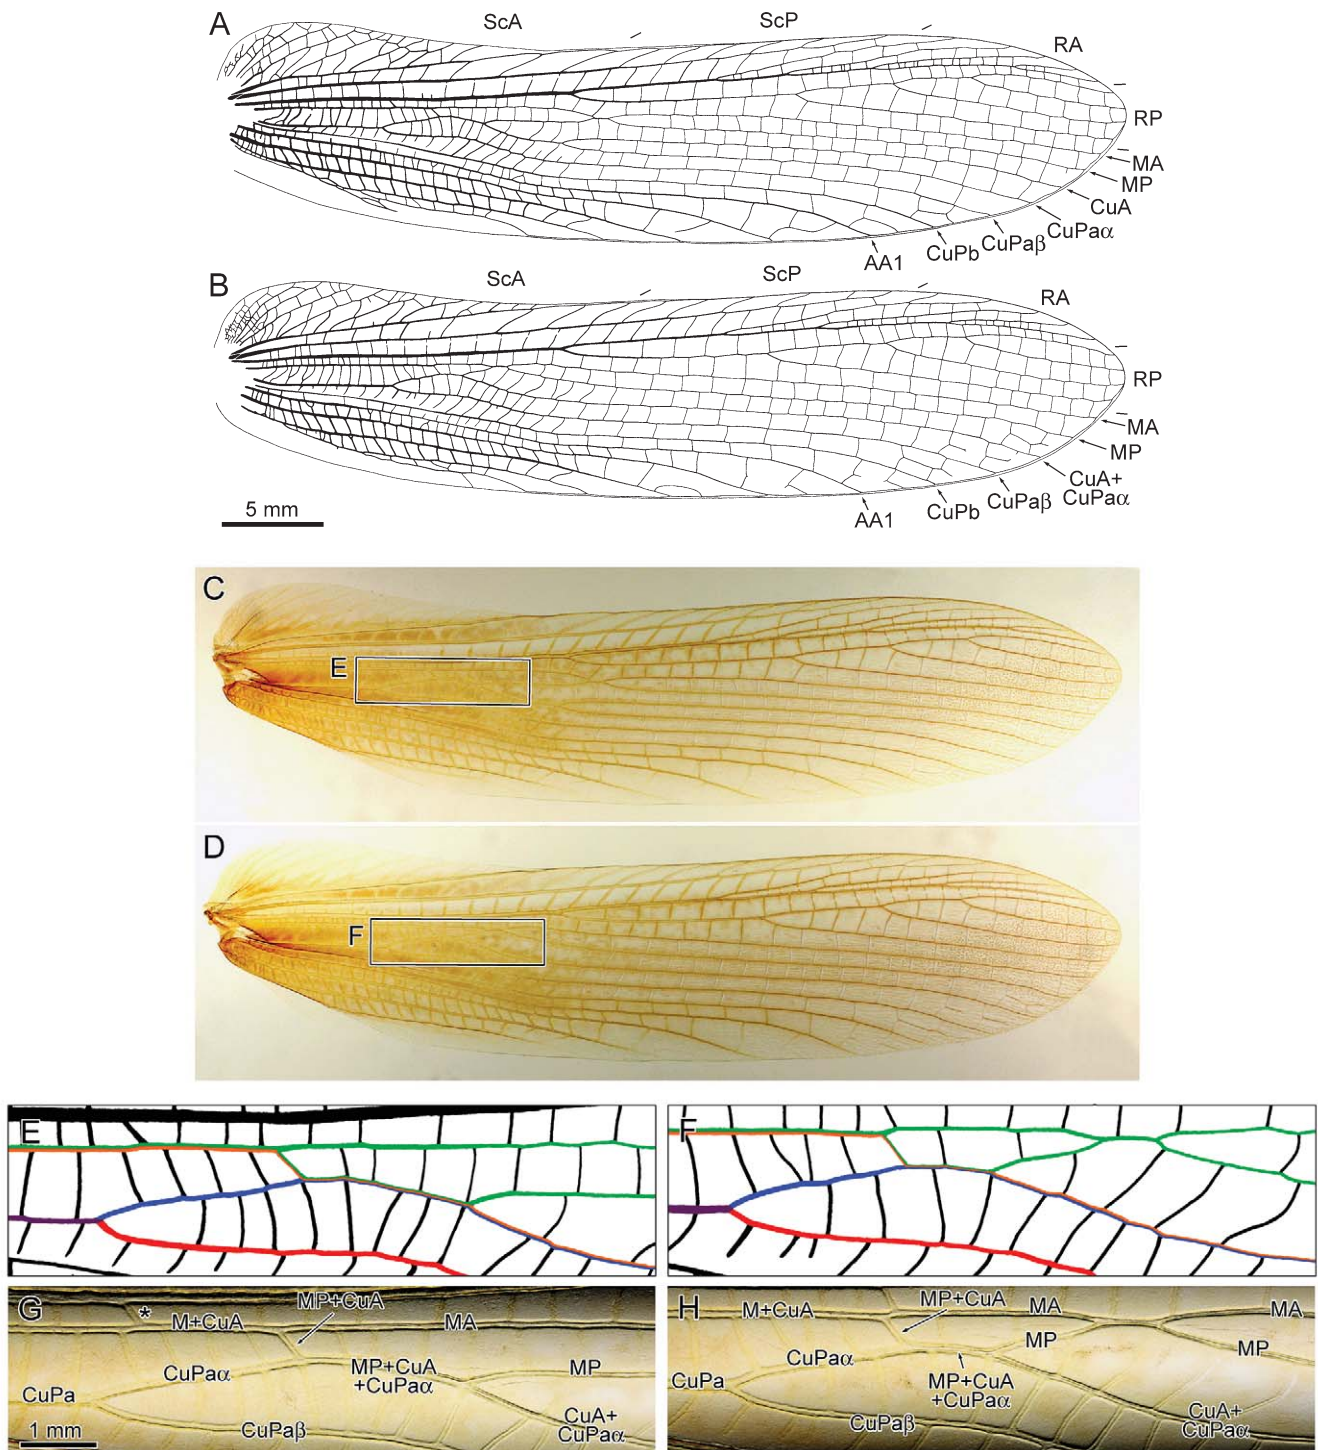 A
ScA
ScP
RA
RP
MA
MP
CuA
CuPaα
CuPaβ
CuPb
AA1
B
ScA
ScP
RA
RP
MA
MP
CuA+
CuPaα
CuPaβ
CuPb
AA1
5 mm
C
E
D
F
E
F
G
*
M+CuA
MP+CuA
MA
CuPaα
MP+CuA
+CuPaα
MP
CuPa
CuPaβ
CuA+
CuPaα
1 mm
H
M+CuA
MP+CuA
MA
MA
MP
MP
CuPaα
CuPa
MP+CuA
+CuPaα
CuPaβ
CuA+
CuPaα